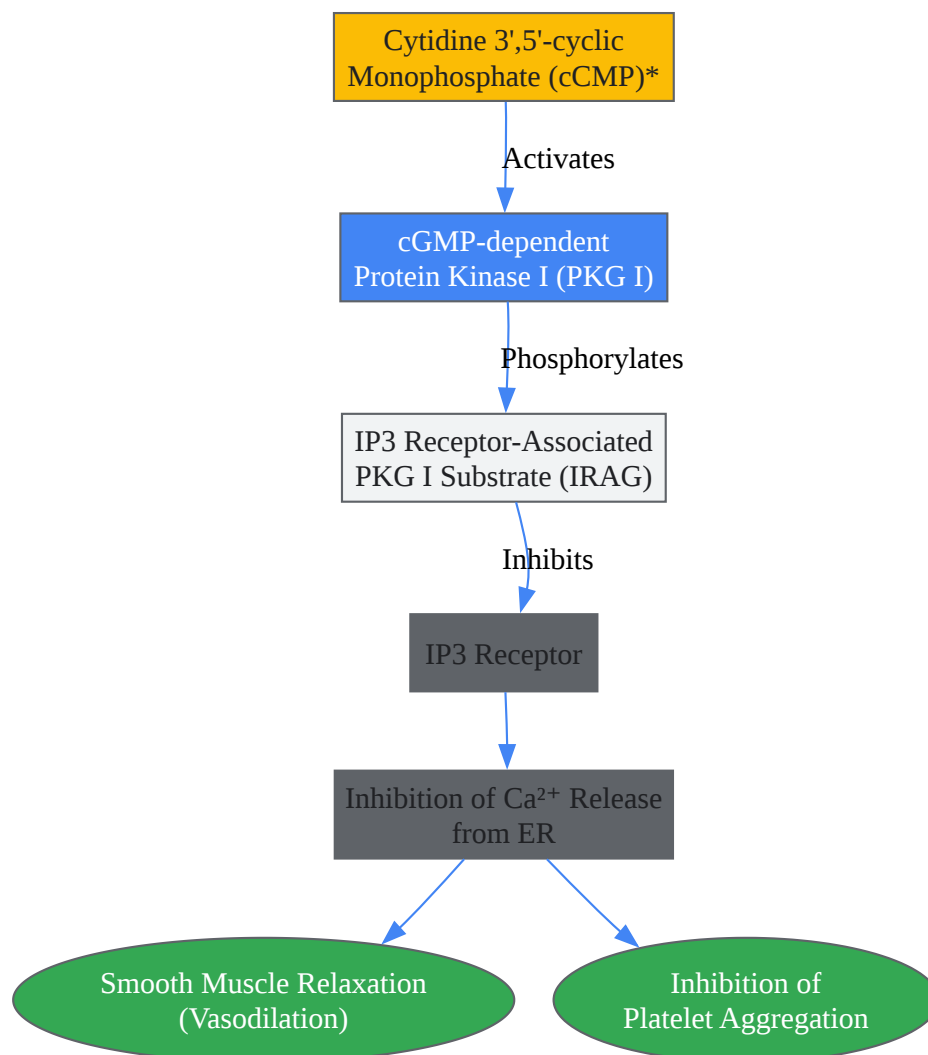 Cytidine 3',5'-cyclic
Monophosphate (cCMP)*
Activates
cGMP-dependent
Protein Kinase I (PKG I)
Phosphorylates
IP3 Receptor-Associated
PKG I Substrate (IRAG)
Inhibits
IP3 Receptor
Inhibition of Ca²⁺ Release
from ER
Smooth Muscle Relaxation
(Vasodilation)
Inhibition of
Platelet Aggregation